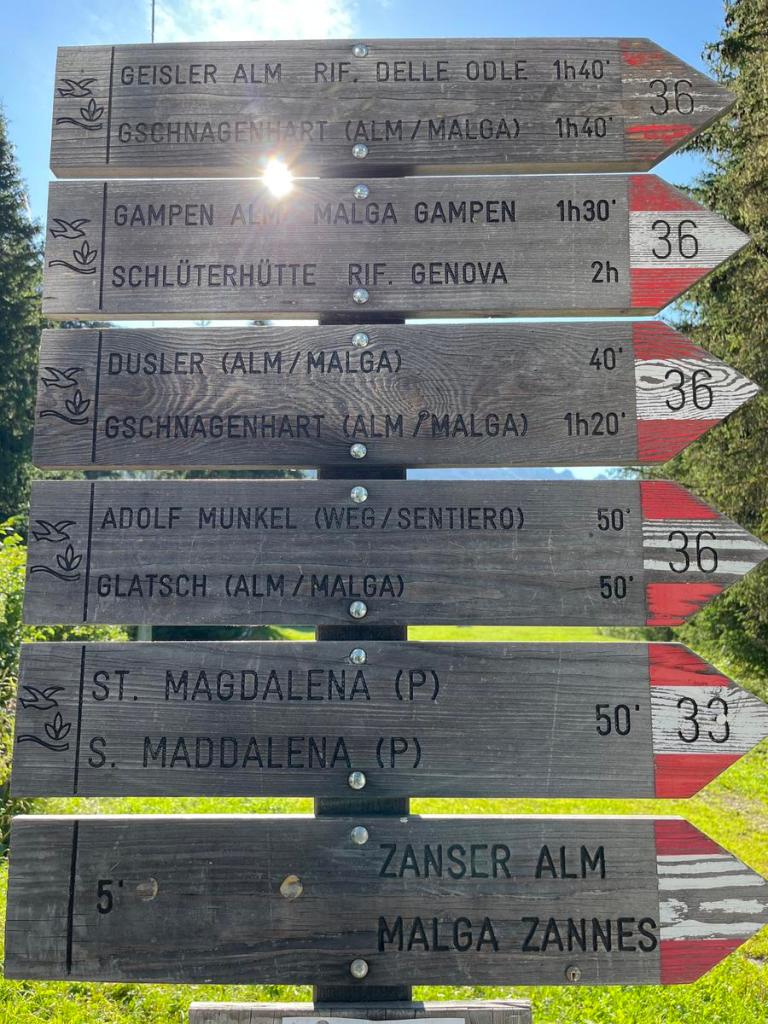 GEISLER ALM RIF. DELLE ODLE 1h40' 36
GSCHNAGENHART (ALM/MALGA) 1h40'
GAMPEN ALM MALGA GAMPEN 1h30' 36
SCHLÜTERHÜTTE RIF. GENOVA 2h
DUSLER (ALM/MALGA) 40' 36
GSCHNAGENHART (ALM/MALGA) 1h20'
ADOLF MUNKEL (WEG/SENTIERO) 50' 36
GLATSCH (ALM/MALGA) 50'
ST. MAGDALENA (P) 50' 33
S. MADDALENA (P)
5' ZANSER ALM
MALGA ZANNES